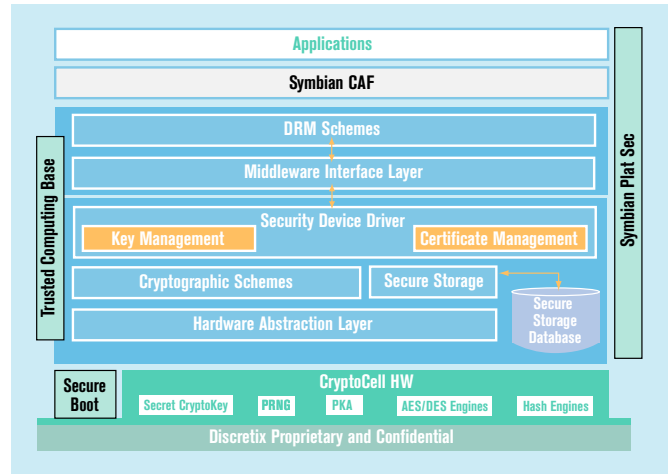 Applications
Symbian CAF
DRM Schemes
Middleware Interface Layer
Security Device Driver
Key Management
Certificate Management
Cryptographic Schemes
Secure Storage
Secure
Storage
Database
Hardware Abstraction Layer
Trusted Computing Base
Symbian Plat Sec
Secure
Boot
CryptoCell HW
Secret CryptoKey
PRNG
PKA
AES/DES Engines
Hash Engines
Discretix Proprietary and Confidential